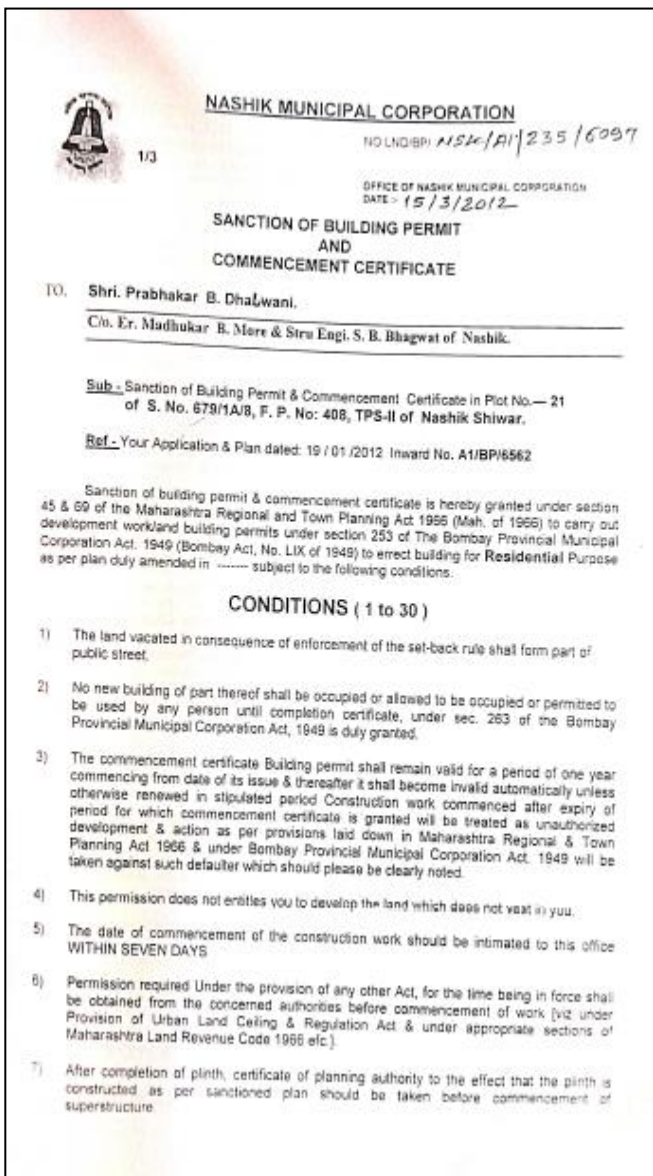 NASHIK MUNICIPAL CORPORATION
1/3
NO LND/BP/ NSK/A1/235/6097
OFFICE OF NASHIK MUNICIPAL CORPORATION
DATE :- 15/3/2012
SANCTION OF BUILDING PERMIT
AND
COMMENCEMENT CERTIFICATE
TO,
Shri. Prabhakar B. Dhalwani.
C/o. Er. Madhukar B. More & Stru Engi. S. B. Bhagwat of Nashik.
Sub - Sanction of Building Permit & Commencement Certificate in Plot No.— 21
of S. No. 679/1A/8, F. P. No: 408, TPS-II of Nashik Shiwar.
Ref - Your Application & Plan dated: 19 / 01 /2012 Inward No. A1/BP/6562
Sanction of building permit & commencement certificate is hereby granted under section
45 & 69 of the Maharashtra Regional and Town Planning Act 1966 (Mah. of 1966) to carry out
development work/and building permits under section 253 of The Bombay Provincial Municipal
Corporation Act. 1949 (Bombay Act, No. LIX of 1949) to errect building for Residential Purpose
as per plan duly amended in ------- subject to the following conditions.
CONDITIONS ( 1 to 30 )
1) The land vacated in consequence of enforcement of the set-back rule shall form part of
public street.
2) No new building of part thereof shall be occupied or allowed to be occupied or permitted to
be used by any person until completion certificate, under sec. 263 of the Bombay
Provincial Municipal Corporation Act, 1949 is duly granted.
3) The commencement certificate Building permit shall remain valid for a period of one year
commencing from date of its issue & thereafter it shall become invalid automatically unless
otherwise renewed in stipulated period Construction work commenced after expiry of
period for which commencement certificate is granted will be treated as unauthorized
development & action as per provisions laid down in Maharashtra Regional & Town
Planning Act 1966 & under Bombay Provincial Municipal Corporation Act. 1949 will be
taken against such defaulter which should please be clearly noted.
4) This permission does not entitles you to develop the land which does not vest in you.
5) The date of commencement of the construction work should be intimated to this office
WITHIN SEVEN DAYS
6) Permission required Under the provision of any other Act, for the time being in force shall
be obtained from the concerned authorities before commencement of work [viz under
Provision of Urban Land Ceiling & Regulation Act & under appropriate sections of
Maharashtra Land Revenue Code 1966 etc.].
7) After completion of plinth, certificate of planning authority to the effect that the plinth is
constructed as per sanctioned plan should be taken before commencement of
superstructure.